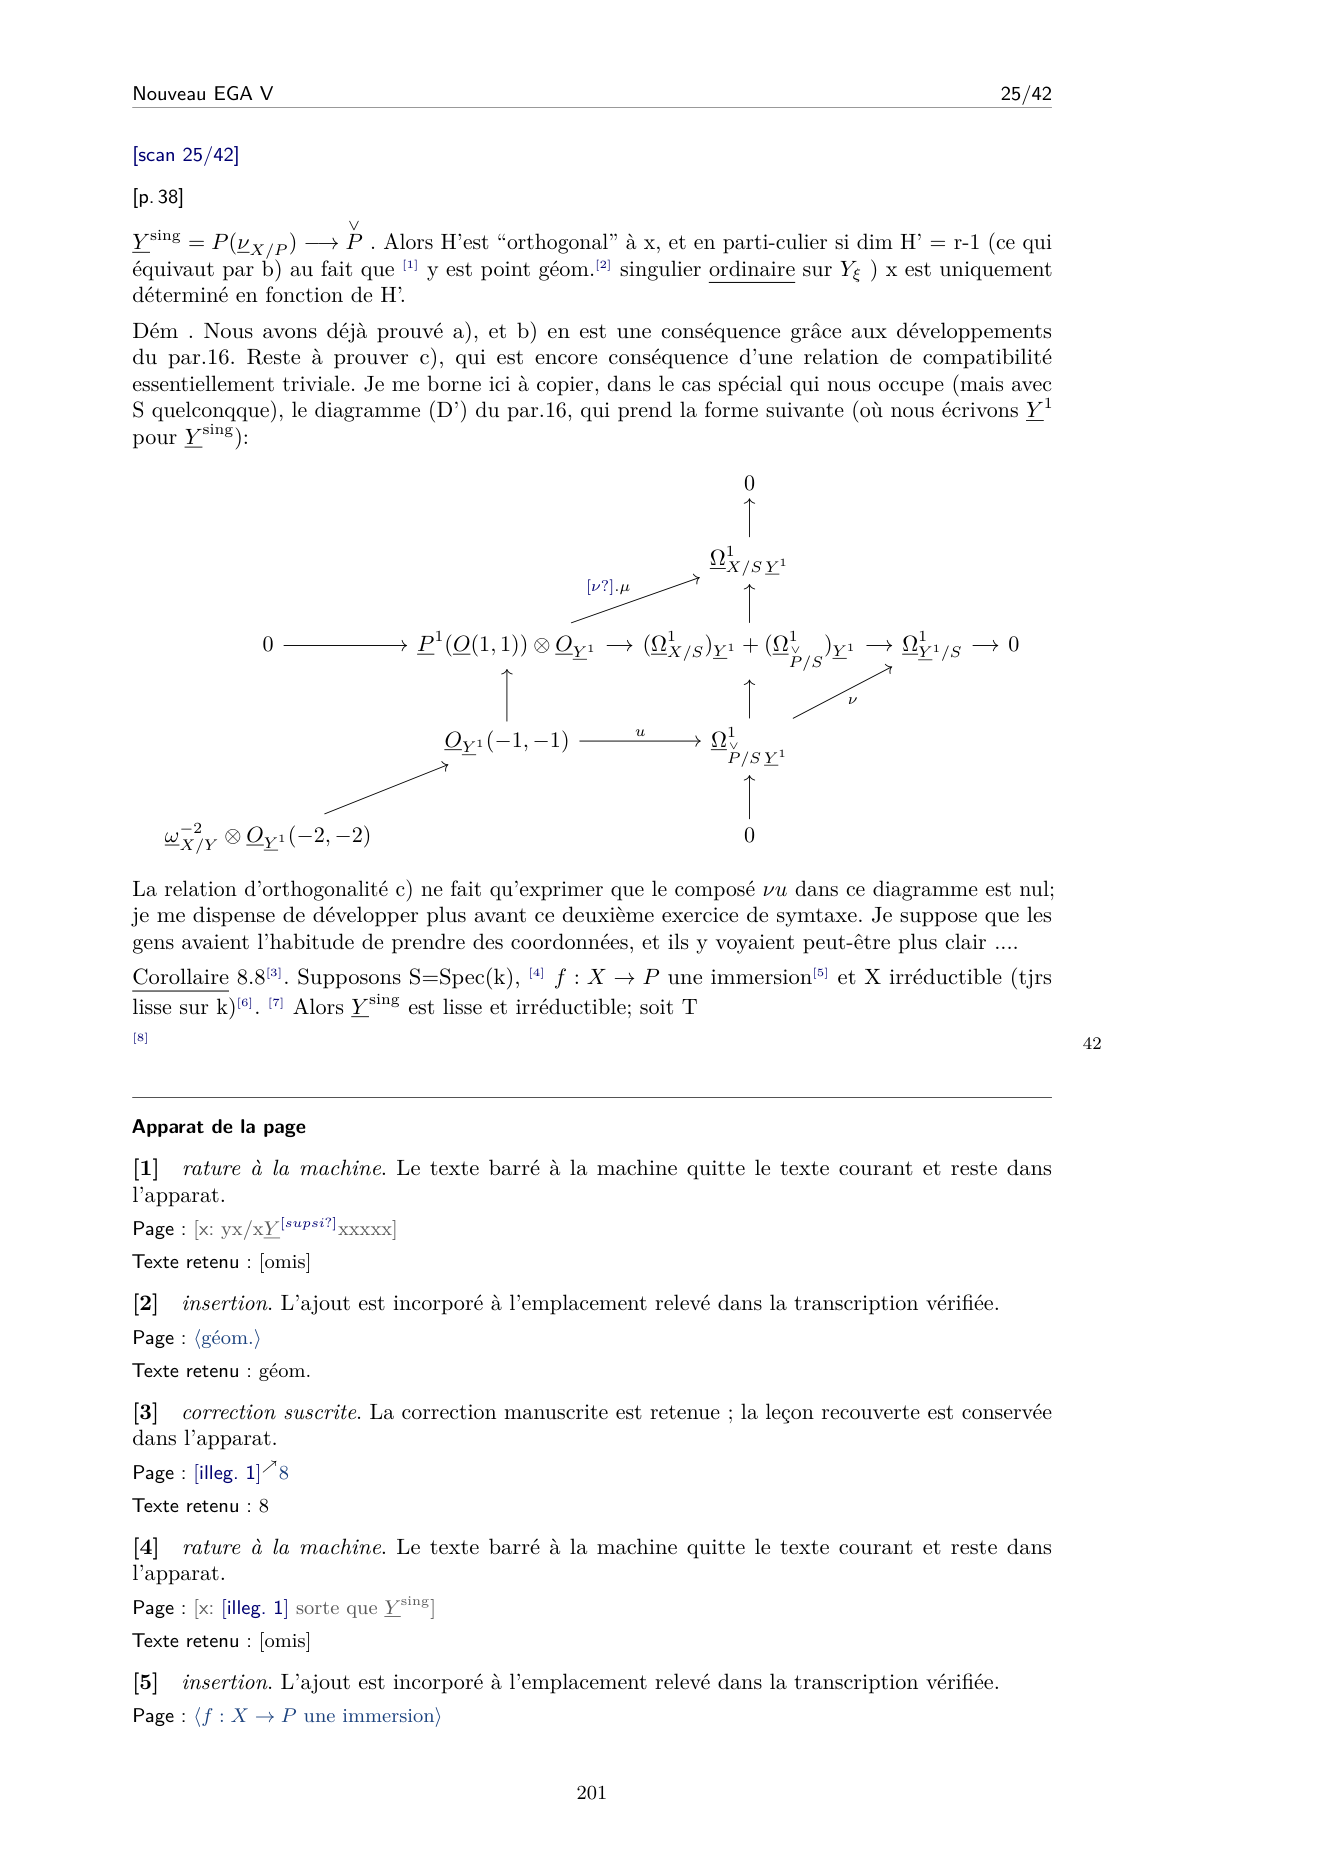 Nouveau EGA V 25/42
[scan 25/42]
[p. 38]
Y̲^sing = P(ν̲_{X/P}) ⟶ P^∨ . Alors H'est “orthogonal” à x, et en parti-culier si dim H' = r-1 (ce qui
équivaut par b) au fait que [1] y est point géom.[2] singulier ordinaire sur Y_ξ ) x est uniquement
déterminé en fonction de H'.
Dém . Nous avons déjà prouvé a), et b) en est une conséquence grâce aux développements
du par.16. Reste à prouver c), qui est encore conséquence d'une relation de compatibilité
essentiellement triviale. Je me borne ici à copier, dans le cas spécial qui nous occupe (mais avec
S quelconqque), le diagramme (D') du par.16, qui prend la forme suivante (où nous écrivons Y̲^1
pour Y̲^sing):
0
Ω̲^1_{X/S Y̲^1}
[ν?].μ
0 ⟶ P̲^1(O̲(1,1)) ⊗ O̲_{Y̲^1} ⟶ (Ω̲^1_{X/S})_{Y̲^1} + (Ω̲^1_{P^∨/S})_{Y̲^1} ⟶ Ω̲^1_{Y̲^1/S} ⟶ 0
ν
O̲_{Y̲^1}(−1,−1) ⟶^u Ω̲^1_{P^∨/S Y̲^1}
ω̲^{−2}_{X/Y} ⊗ O̲_{Y̲^1}(−2,−2) 0
La relation d'orthogonalité c) ne fait qu'exprimer que le composé νu dans ce diagramme est nul;
je me dispense de développer plus avant ce deuxième exercice de symtaxe. Je suppose que les
gens avaient l'habitude de prendre des coordonnées, et ils y voyaient peut-être plus clair ....
Corollaire 8.8[3]. Supposons S=Spec(k), [4] f : X → P une immersion[5] et X irréductible (tjrs
lisse sur k)[6]. [7] Alors Y̲^sing est lisse et irréductible; soit T
[8] 42
Apparat de la page
[1] rature à la machine. Le texte barré à la machine quitte le texte courant et reste dans
l'apparat.
Page : [x: yx/xY̲^[supsi?]xxxxx]
Texte retenu : [omis]
[2] insertion. L'ajout est incorporé à l'emplacement relevé dans la transcription vérifiée.
Page : ⟨géom.⟩
Texte retenu : géom.
[3] correction suscrite. La correction manuscrite est retenue ; la leçon recouverte est conservée
dans l'apparat.
Page : [illeg. 1]↗8
Texte retenu : 8
[4] rature à la machine. Le texte barré à la machine quitte le texte courant et reste dans
l'apparat.
Page : [x: [illeg. 1] sorte que Y̲^sing]
Texte retenu : [omis]
[5] insertion. L'ajout est incorporé à l'emplacement relevé dans la transcription vérifiée.
Page : ⟨f : X → P une immersion⟩
201